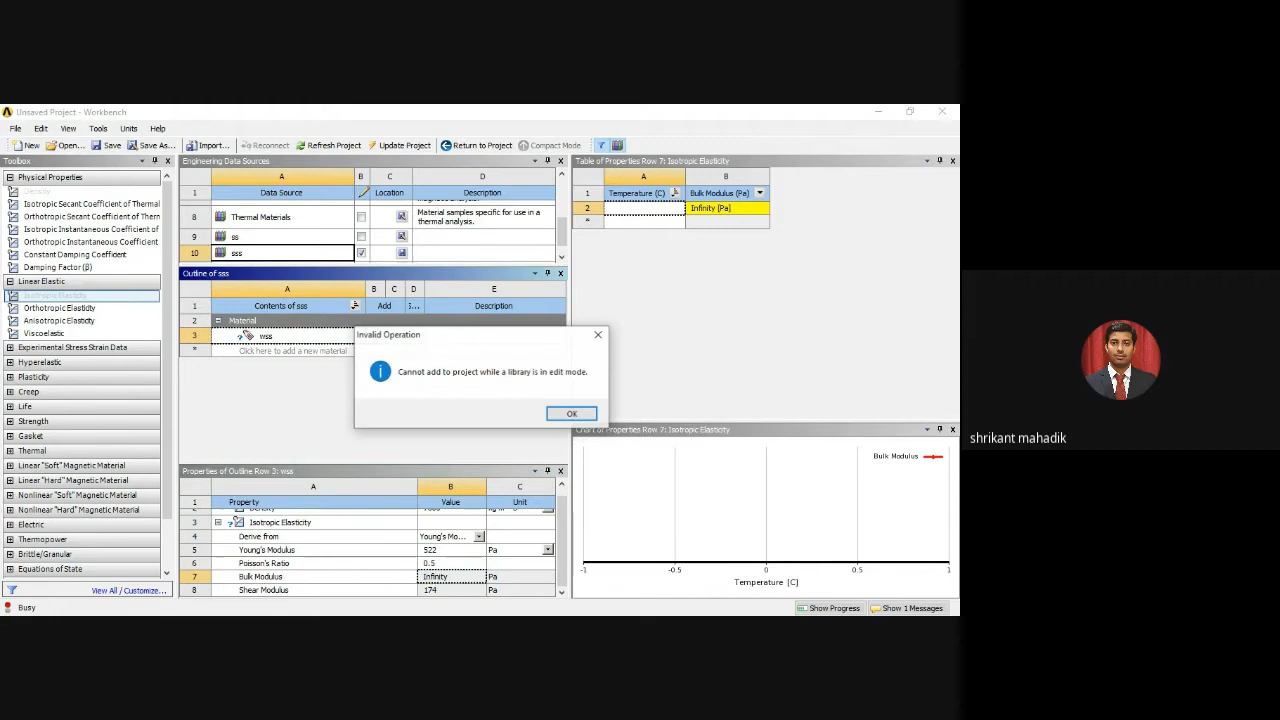 Unsaved Project - Workbench
File Edit View Tools Units Help
New Open... Save Save As... Import... Reconnect Refresh Project Update Project Return to Project Compact Mode
Toolbox
Physical Properties
Density
Isotropic Secant Coefficient of Thermal
Orthotropic Secant Coefficient of Therm
Isotropic Instantaneous Coefficient of
Orthotropic Instantaneous Coefficient
Constant Damping Coefficient
Damping Factor (β)
Linear Elastic
Isotropic Elasticity
Orthotropic Elasticity
Anisotropic Elasticity
Viscoelastic
Experimental Stress Strain Data
Hyperelastic
Plasticity
Creep
Life
Strength
Gasket
Thermal
Linear "Soft" Magnetic Material
Linear "Hard" Magnetic Material
Nonlinear "Soft" Magnetic Material
Nonlinear "Hard" Magnetic Material
Electric
Thermopower
Brittle/Granular
Equations of State
View All / Customize...
Busy
Engineering Data Sources
A B C D
1 Data Source Location Description
8 Thermal Materials Material samples specific for use in a
thermal analysis.
9 ss
10 sss
Outline of sss
A B C D E
1 Contents of sss Add S... Description
2 Material
3 wss
* Click here to add a new material
Invalid Operation
Cannot add to project while a library is in edit mode.
OK
Properties of Outline Row 3: wss
A B C
1 Property Value Unit
3 Isotropic Elasticity
4 Derive from Young's Mo...
5 Young's Modulus 522 Pa
6 Poisson's Ratio 0.5
7 Bulk Modulus Infinity Pa
8 Shear Modulus 174 Pa
Table of Properties Row 7: Isotropic Elasticity
A B
1 Temperature (C) Bulk Modulus (Pa)
2 Infinity [Pa]
*
Chart of Properties Row 7: Isotropic Elasticity
Bulk Modulus
-1 -0.5 0 0.5 1
Temperature [C]
Show Progress Show 1 Messages
shrikant mahadik